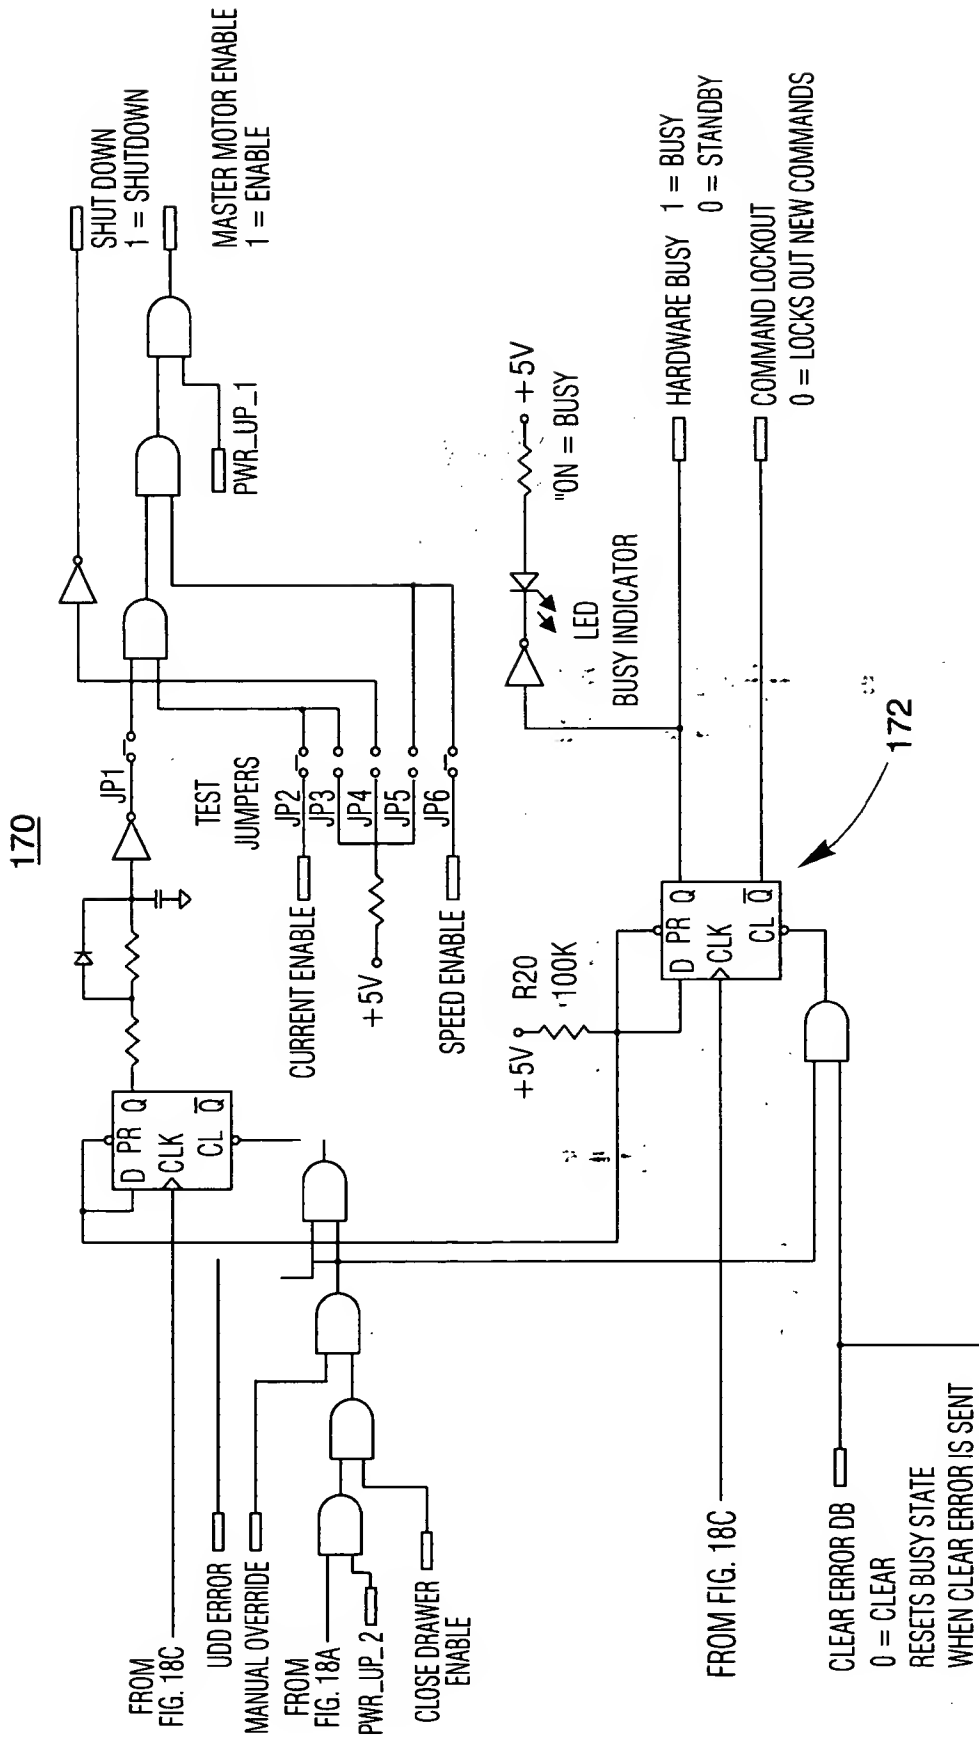 170
SHUT DOWN
1 = SHUTDOWN
MASTER MOTOR ENABLE
1 = ENABLE
PWR_UP_1
JP1
TEST
JUMPERS
JP2
JP3
JP4
JP5
JP6
CURRENT ENABLE
+5V
SPEED ENABLE
D PR Q
CLK
CL Q
FROM
FIG. 18C
UDD ERROR
MANUAL OVERRIDE
FROM
FIG. 18A
PWR_UP_2
CLOSE DRAWER
ENABLE
+5V
"ON = BUSY
LED
BUSY INDICATOR
HARDWARE BUSY 1 = BUSY
0 = STANDBY
COMMAND LOCKOUT
0 = LOCKS OUT NEW COMMANDS
172
+5V
R20
100K
D PR Q
CLK
CL Q
FROM FIG. 18C
CLEAR ERROR DB
0 = CLEAR
RESETS BUSY STATE
WHEN CLEAR ERROR IS SENT